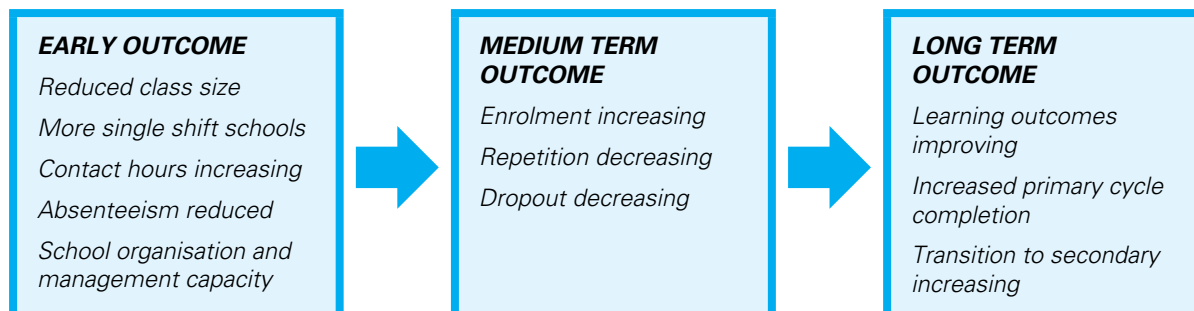 EARLY OUTCOME
Reduced class size
More single shift schools
Contact hours increasing
Absenteeism reduced
School organisation and
management capacity
MEDIUM TERM
OUTCOME
Enrolment increasing
Repetition decreasing
Dropout decreasing
LONG TERM
OUTCOME
Learning outcomes
improving
Increased primary cycle
completion
Transition to secondary
increasing